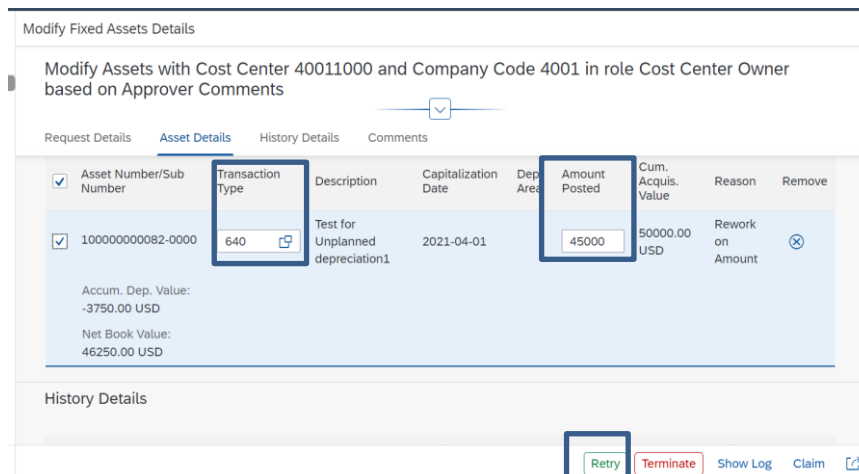 Modify Fixed Assets Details
Modify Assets with Cost Center 40011000 and Company Code 4001 in role Cost Center Owner
based on Approver Comments
Request Details Asset Details History Details Comments
Asset Number/Sub Number Transaction Type Description Capitalization Date Dep Area Amount Posted Cum. Acquis. Value Reason Remove
100000000082-0000 640 Test for Unplanned depreciation1 2021-04-01 45000 50000.00 USD Rework on Amount
Accum. Dep. Value:
-3750.00 USD
Net Book Value:
46250.00 USD
History Details
Retry Terminate Show Log Claim